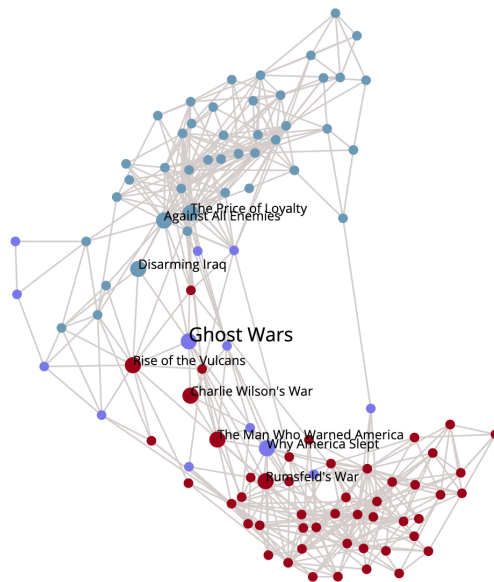 The Price of Loyalty
Against All Enemies
Disarming Iraq
Ghost Wars
Rise of the Vulcans
Charlie Wilson's War
The Man Who Warned America
Why America Slept
Rumsfeld's War